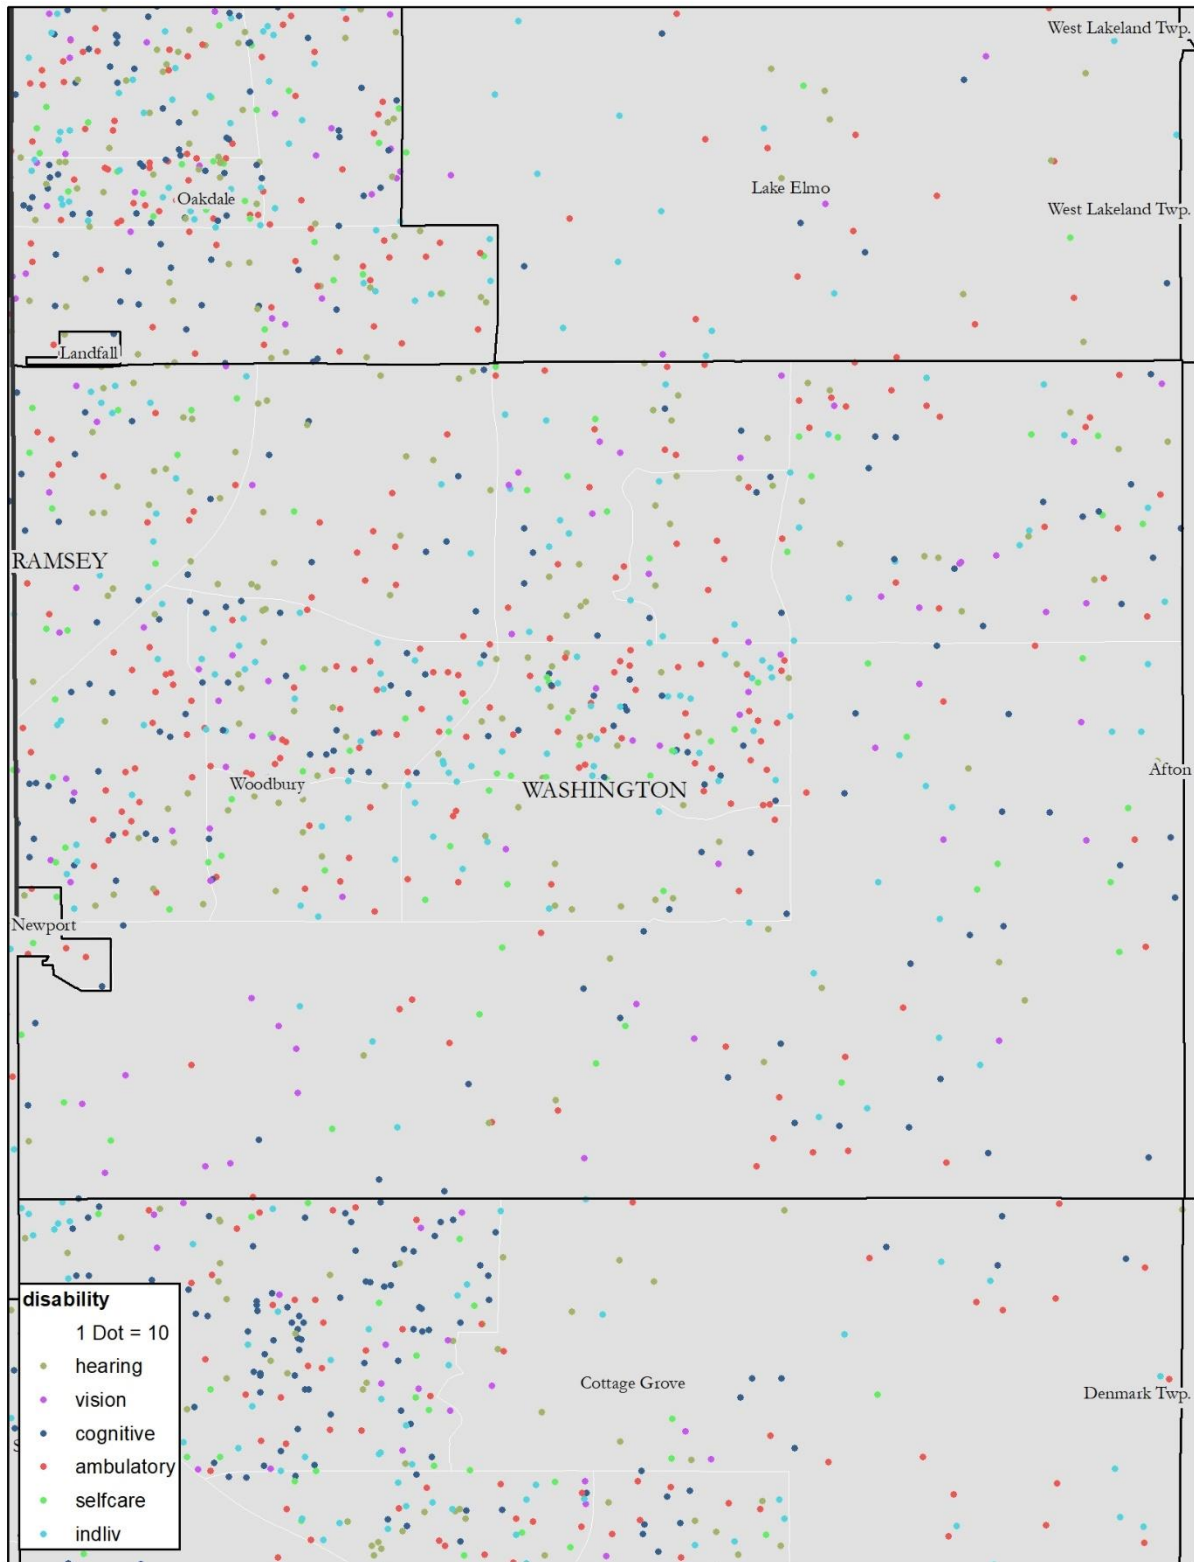 West Lakeland Twp.
Lake Elmo
Oakdale
West Lakeland Twp.
Landfall
RAMSEY
Afton
Woodbury
WASHINGTON
Newport
disability
1 Dot = 10
hearing
vision
cognitive
ambulatory
selfcare
indliv
Cottage Grove
Denmark Twp.